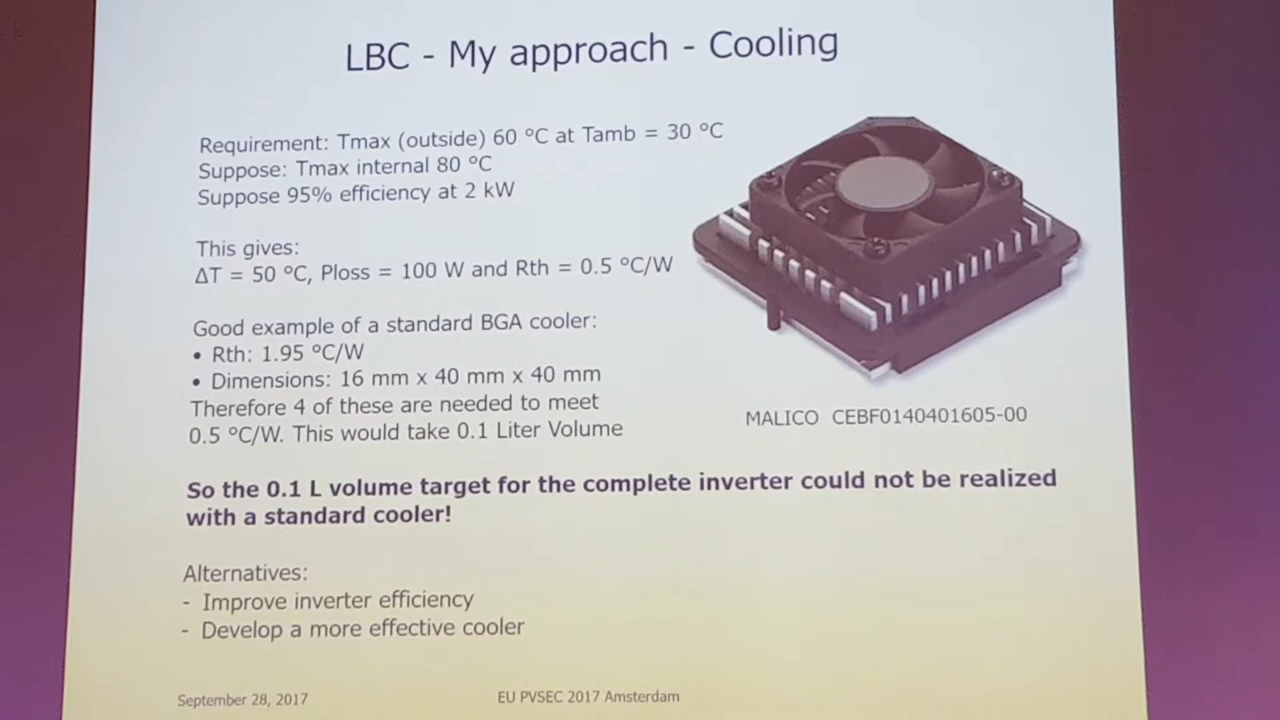 LBC - My approach - Cooling
Requirement: Tmax (outside) 60 °C at Tamb = 30 °C
Suppose: Tmax internal 80 °C
Suppose 95% efficiency at 2 kW
This gives:
ΔT = 50 °C, Ploss = 100 W and Rth = 0.5 °C/W
Good example of a standard BGA cooler:
• Rth: 1.95 °C/W
• Dimensions: 16 mm x 40 mm x 40 mm
Therefore 4 of these are needed to meet
0.5 °C/W. This would take 0.1 Liter Volume
MALICO CEBF0140401605-00
So the 0.1 L volume target for the complete inverter could not be realized
with a standard cooler!
Alternatives:
- Improve inverter efficiency
- Develop a more effective cooler
September 28, 2017
EU PVSEC 2017 Amsterdam